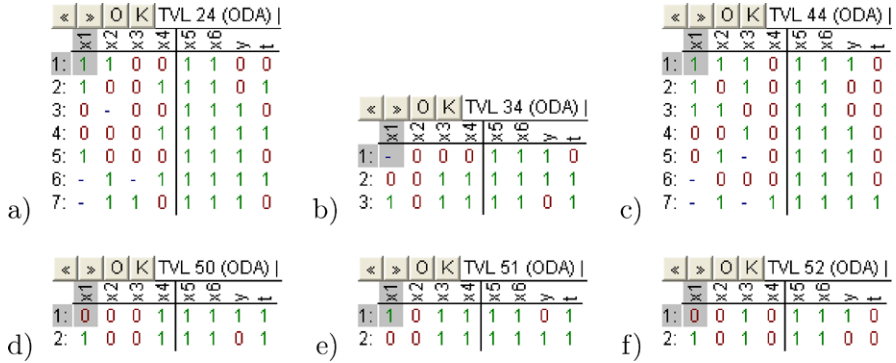 « » O K TVL 24 (ODA) |
x1 x2 x3 x4 x5 x6 y t
1: 1 1 0 0 1 1 0 0
2: 1 0 0 1 1 1 0 1
3: 0 - 0 0 1 1 1 0
4: 0 0 0 1 1 1 1 1
5: 1 0 0 0 1 1 1 0
6: - 1 - 1 1 1 1 1
a) 7: - 1 1 0 1 1 1 0
« » O K TVL 34 (ODA) |
x1 x2 x3 x4 x5 x6 y t
1: - 0 0 0 1 1 1 0
2: 0 0 1 1 1 1 1 1
b) 3: 1 0 1 1 1 1 0 1
« » O K TVL 44 (ODA) |
x1 x2 x3 x4 x5 x6 y t
1: 1 1 1 0 1 1 1 0
2: 1 0 1 0 1 1 0 0
3: 1 1 0 0 1 1 0 0
4: 0 0 1 0 1 1 1 0
5: 0 1 - 0 1 1 1 0
6: - 0 0 0 1 1 1 0
c) 7: - 1 - 1 1 1 1 1
« » O K TVL 50 (ODA) |
x1 x2 x3 x4 x5 x6 y t
1: 0 0 0 1 1 1 1 1
d) 2: 1 0 0 1 1 1 0 1
« » O K TVL 51 (ODA) |
x1 x2 x3 x4 x5 x6 y t
1: 1 0 1 1 1 1 0 1
e) 2: 0 0 1 1 1 1 1 1
« » O K TVL 52 (ODA) |
x1 x2 x3 x4 x5 x6 y t
1: 0 0 1 0 1 1 1 0
f) 2: 1 0 1 0 1 1 0 0